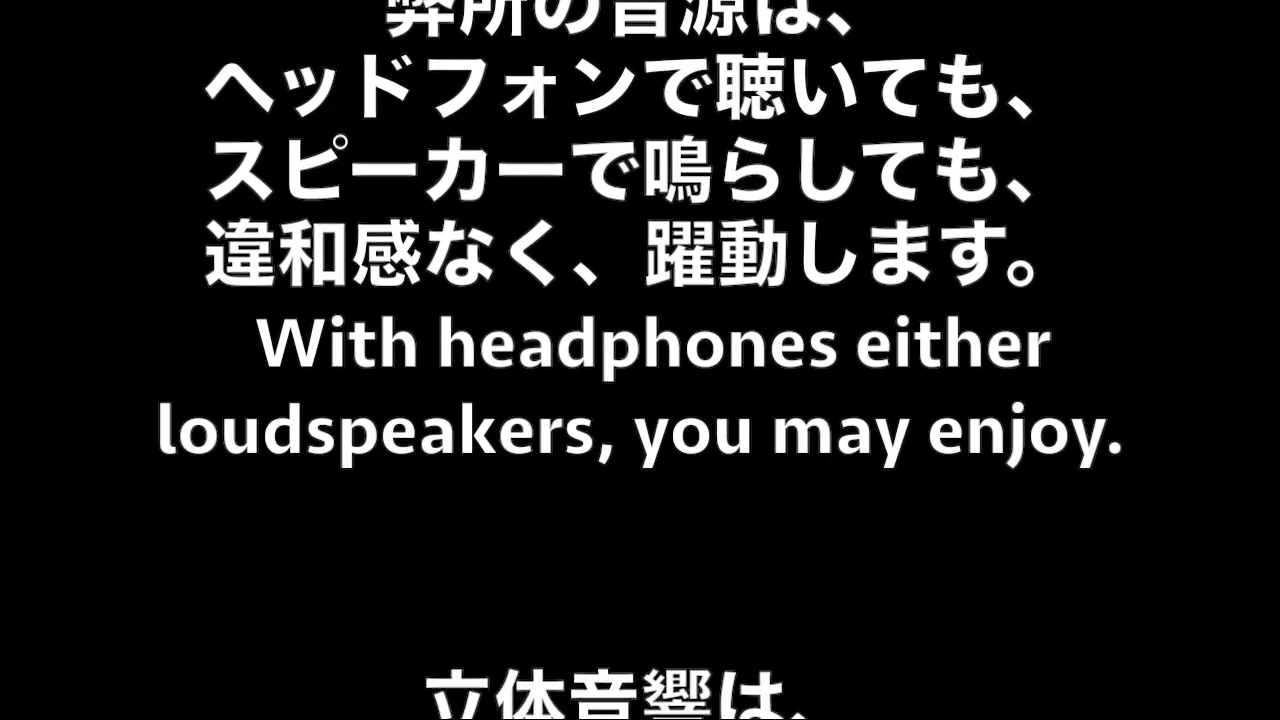 弊所の音源は、
ヘッドフォンで聴いても、
スピーカーで鳴らしても、
違和感なく、躍動します。
With headphones either
loudspeakers, you may enjoy.
立体音響は、